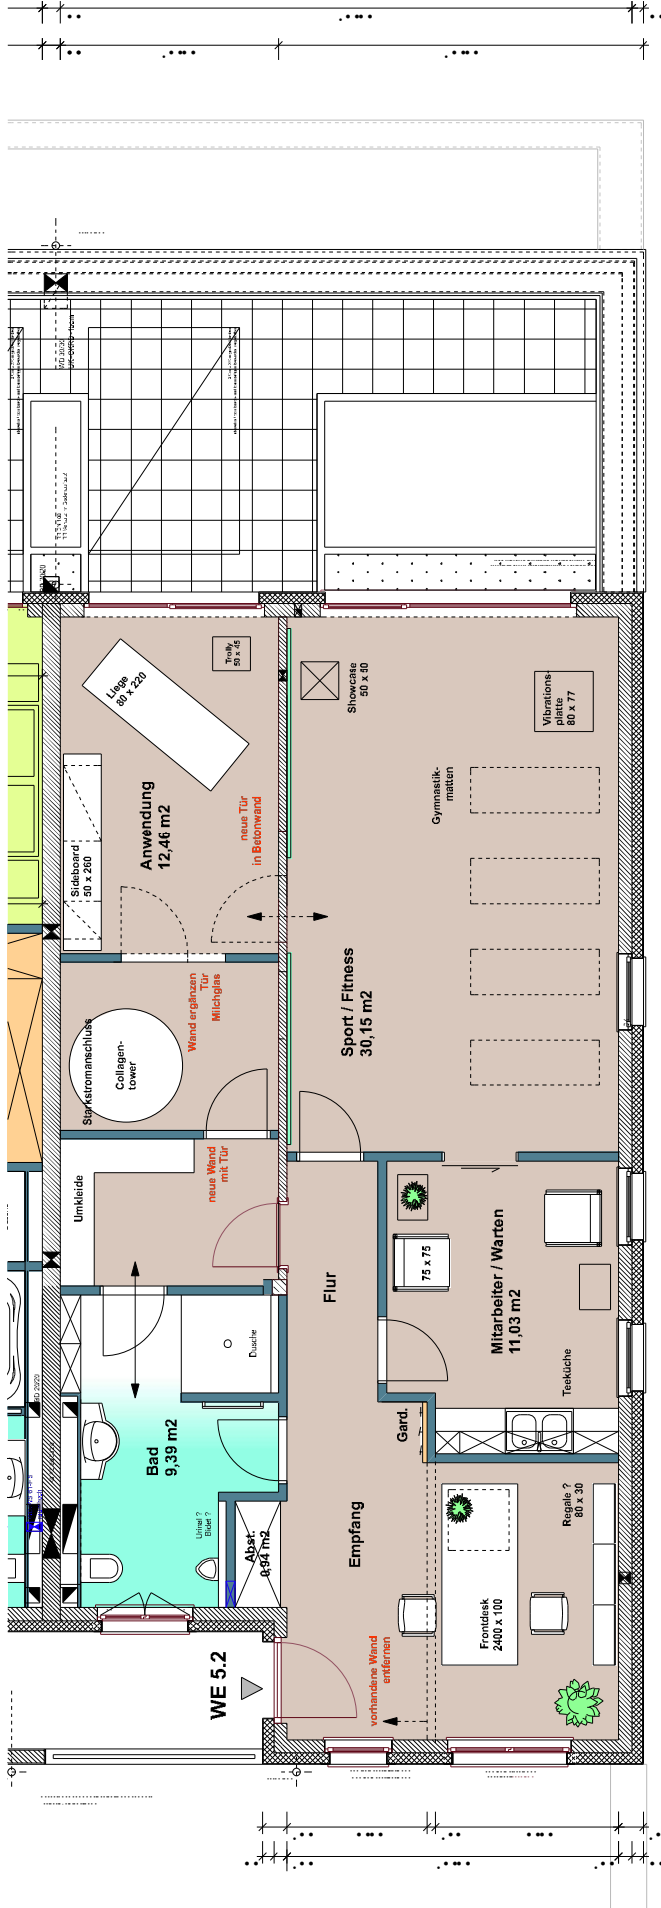 Trolly
50 x 45
Liege
80 x 220
Showcase
50 x 50
Vibrations-
platte
80 x 77
Gymnastik-
matten
Anwendung
12,46 m2
neue Tür
in Betonwand
Sideboard
50 x 260
Sport / Fitness
30,15 m2
Wand ergänzen
Tür
Milchglas
Starkstromanschluss
Collagen-
tower
neue Wand
mit Tür
Umkleide
Flur
75 x 75
Mitarbeiter / Warten
11,03 m2
Teeküche
Dusche
Bad
9,39 m2
Gard.
Urinal ?
Bidet ?
Abst.
0,94 m2
Empfang
Regale ?
80 x 30
Frontdesk
2400 x 100
vorhandene Wand
entfernen
WE 5.2